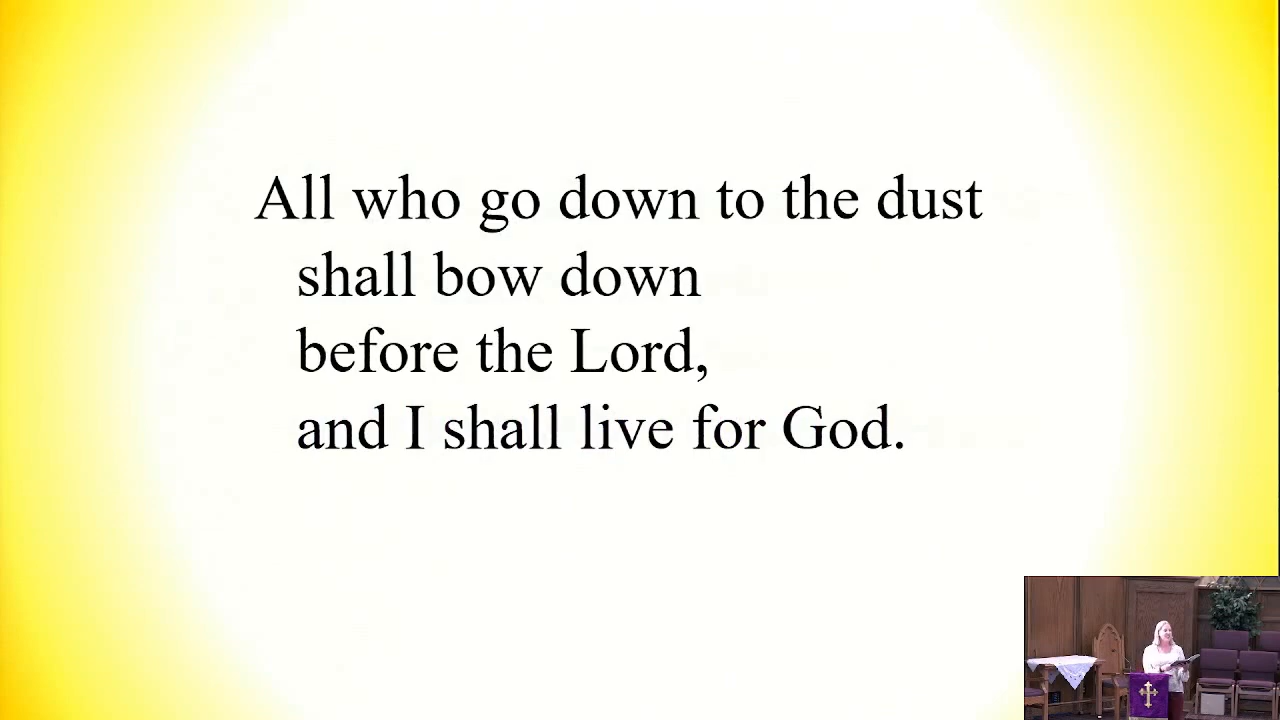 All who go down to the dust
shall bow down
before the Lord,
and I shall live for God.